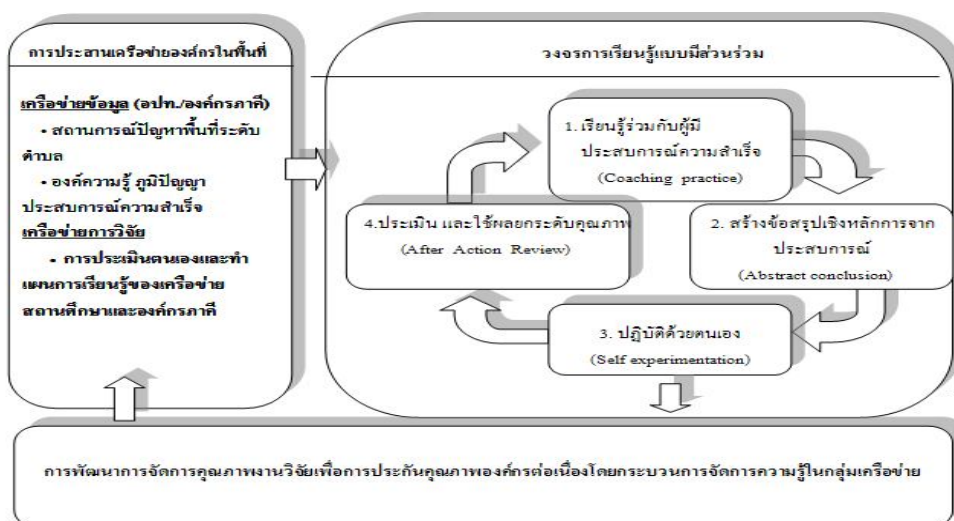 การประสานเครือข่ายองค์กรในพื้นที่
เครือข่ายข้อมูล (อปท./องค์กรภาคี)
• สถานการณ์ปัญหาพื้นที่ระดับ
ตำบล
• องค์ความรู้ ภูมิปัญญา
ประสบการณ์ความสำเร็จ
เครือข่ายการวิจัย
• การประเมินตนเองและทำ
แผนการเรียนรู้ของเครือข่าย
สถานศึกษาและองค์กรภาคี
วงจรการเรียนรู้แบบมีส่วนร่วม
1. เรียนรู้ร่วมกับผู้มี
ประสบการณ์ความสำเร็จ
(Coaching practice)
2. สร้างข้อสรุปเชิงหลักการจาก
ประสบการณ์
(Abstract conclusion)
3. ปฏิบัติด้วยตนเอง
(Self experimentation)
4.ประเมิน และใช้ผลยกระดับคุณภาพ
(After Action Review)
การพัฒนาการจัดการคุณภาพงานวิจัยเพื่อการประกันคุณภาพองค์กรต่อเนื่องโดยกระบวนการจัดการความรู้ในกลุ่มเครือข่าย